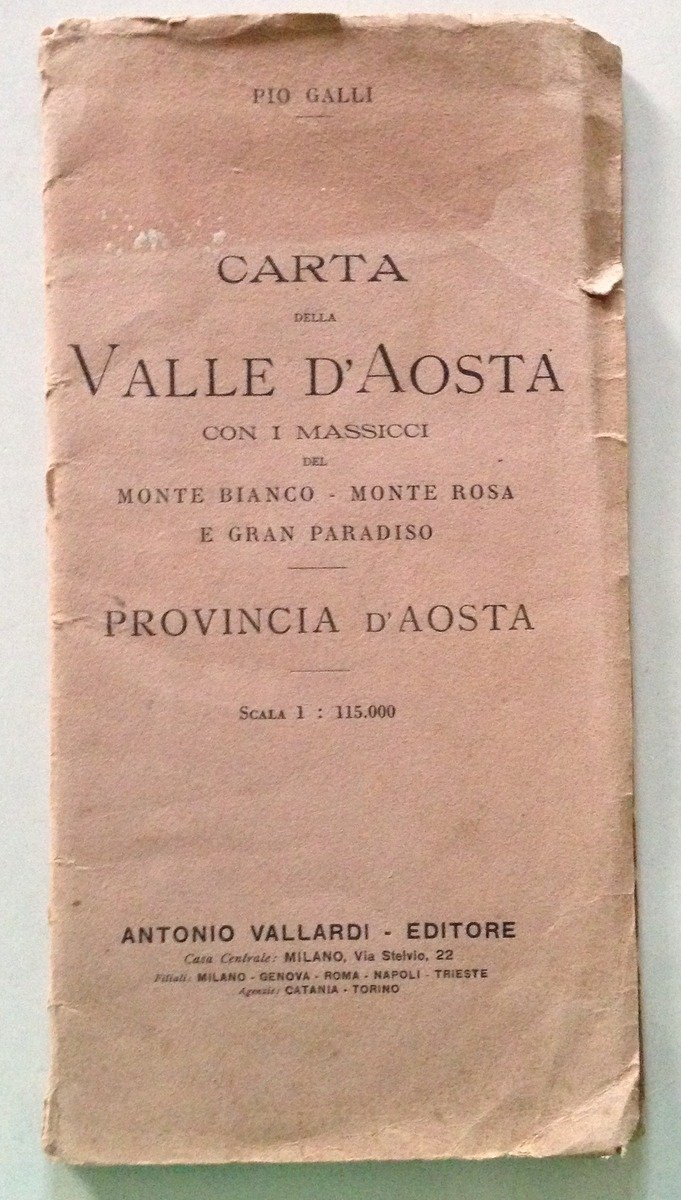 PIO GALLI
CARTA
DELLA
VALLE D'AOSTA
CON I MASSICCI
DEL
MONTE BIANCO - MONTE ROSA
E GRAN PARADISO
PROVINCIA D'AOSTA
SCALA 1 : 115.000
ANTONIO VALLARDI - EDITORE
Casa Centrale: MILANO, Via Stelvio, 22
Filiali: MILANO - GENOVA - ROMA - NAPOLI - TRIESTE
Agenzie: CATANIA - TORINO